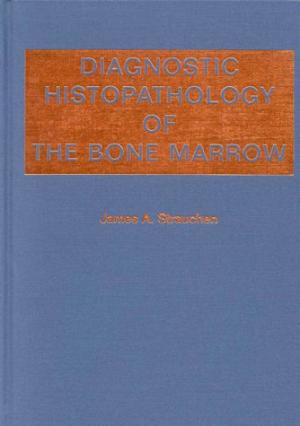 DIAGNOSTIC
HISTOPATHOLOGY
OF
THE BONE MARROW
James A. Strauchen